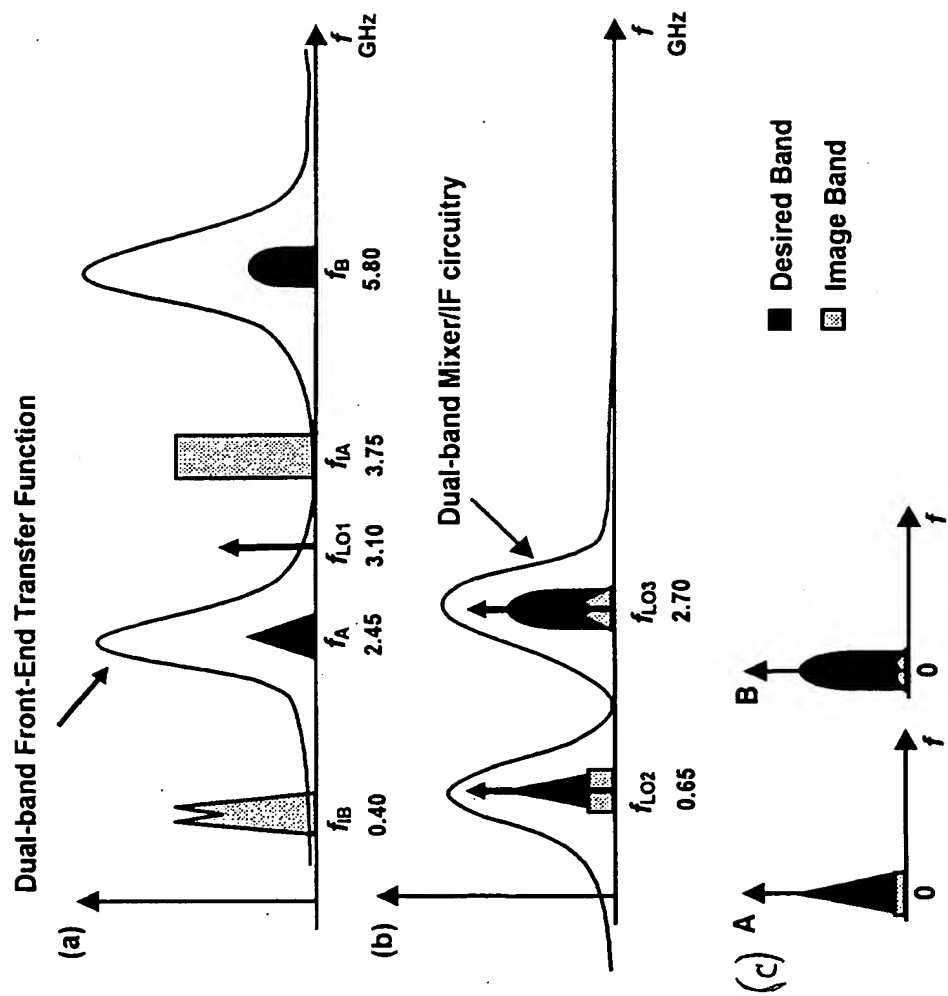 (a)
Dual-band Front-End Transfer Function
f_IB f_A f_LO1 f_IA f_B f
0.40 2.45 3.10 3.75 5.80 GHz
(b)
Dual-band Mixer/IF circuitry
f_LO2 f_LO3 f
0.65 2.70 GHz
(c)
A B
0 f 0 f
Desired Band
Image Band